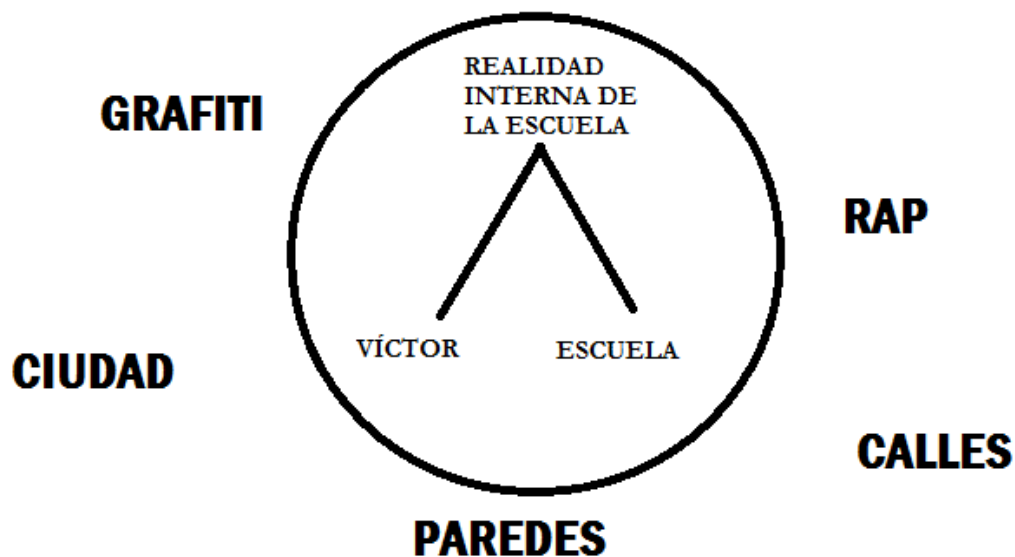 REALIDAD
INTERNA DE
LA ESCUELA
GRAFITI
RAP
VÍCTOR
ESCUELA
CIUDAD
CALLES
PAREDES